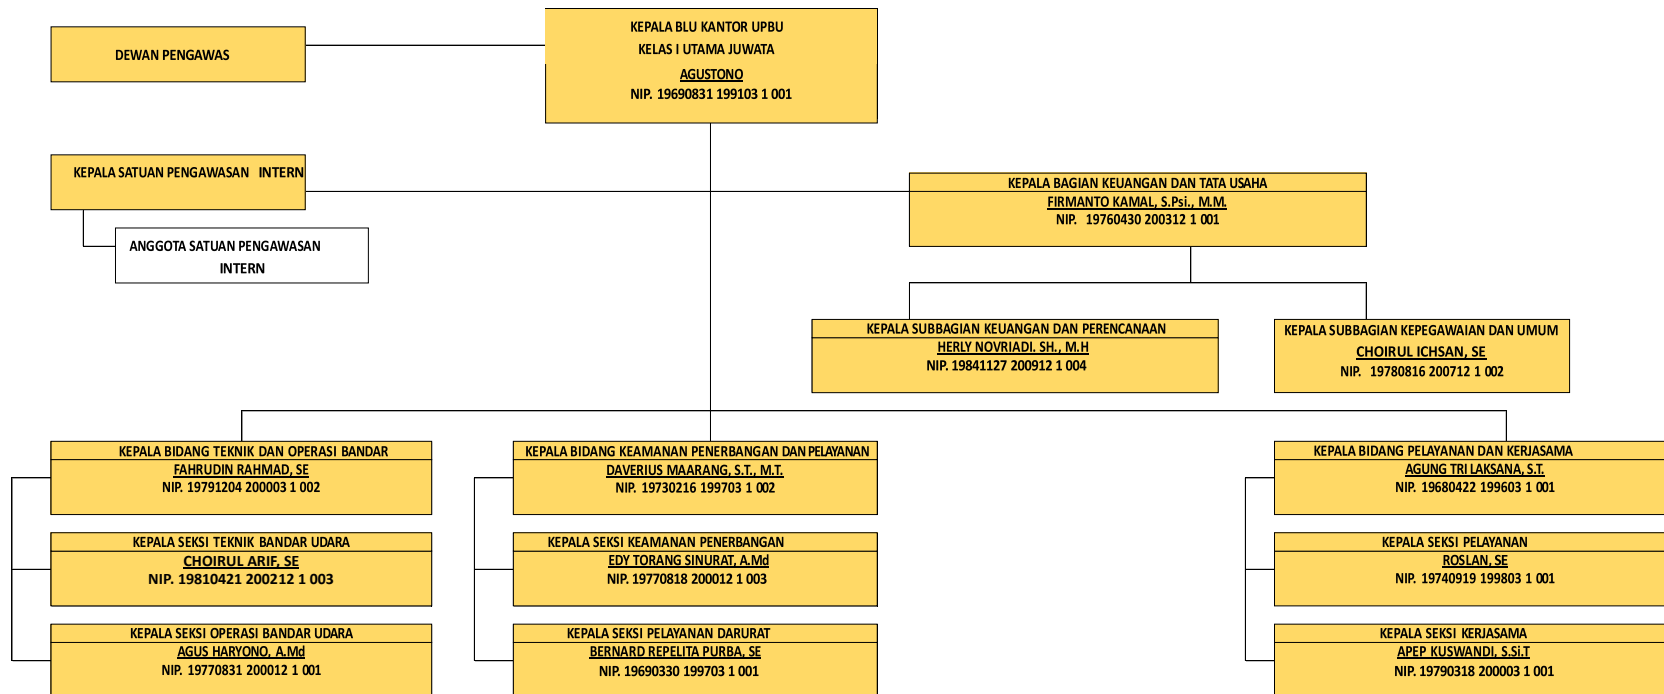 DEWAN PENGAWAS
KEPALA BLU KANTOR UPBU
KELAS I UTAMA JUWATA
AGUSTONO
NIP. 19690831 199103 1 001
KEPALA SATUAN PENGAWASAN INTERN
ANGGOTA SATUAN PENGAWASAN
INTERN
KEPALA BAGIAN KEUANGAN DAN TATA USAHA
FIRMANTO KAMAL, S.Psi., M.M.
NIP. 19760430 200312 1 001
KEPALA SUBBAGIAN KEUANGAN DAN PERENCANAAN
HERLY NOVRIADI. SH., M.H
NIP. 19841127 200912 1 004
KEPALA SUBBAGIAN KEPEGAWAIAN DAN UMUM
CHOIRUL ICHSAN, SE
NIP. 19780816 200712 1 002
KEPALA BIDANG TEKNIK DAN OPERASI BANDAR
FAHRUDIN RAHMAD, SE
NIP. 19791204 200003 1 002
KEPALA SEKSI TEKNIK BANDAR UDARA
CHOIRUL ARIF, SE
NIP. 19810421 200212 1 003
KEPALA SEKSI OPERASI BANDAR UDARA
AGUS HARYONO, A.Md
NIP. 19770831 200012 1 001
KEPALA BIDANG KEAMANAN PENERBANGAN DAN PELAYANAN
DAVERIUS MAARANG, S.T., M.T.
NIP. 19730216 199703 1 002
KEPALA SEKSI KEAMANAN PENERBANGAN
EDY TORANG SINURAT, A.Md
NIP. 19770818 200012 1 003
KEPALA SEKSI PELAYANAN DARURAT
BERNARD REPELITA PURBA, SE
NIP. 19690330 199703 1 001
KEPALA BIDANG PELAYANAN DAN KERJASAMA
AGUNG TRI LAKSANA, S.T.
NIP. 19680422 199603 1 001
KEPALA SEKSI PELAYANAN
ROSLAN, SE
NIP. 19740919 199803 1 001
KEPALA SEKSI KERJASAMA
APEP KUSWANDI, S.Si.T
NIP. 19790318 200003 1 001